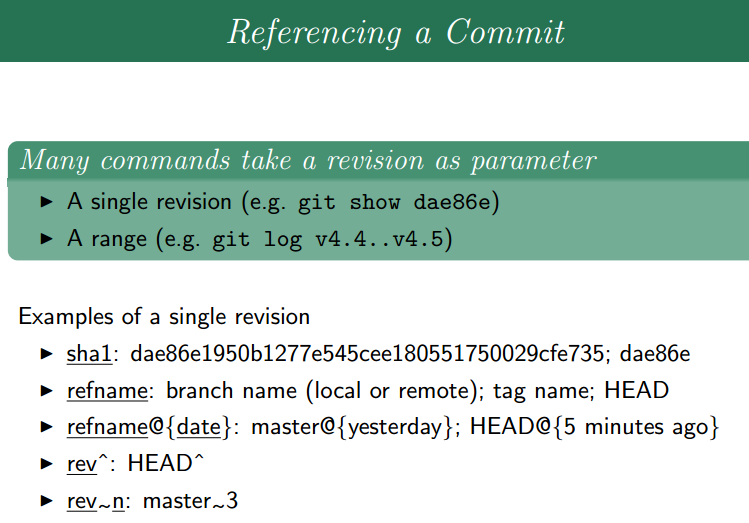 Referencing a Commit
Many commands take a revision as parameter
▶ A single revision (e.g. git show dae86e)
▶ A range (e.g. git log v4.4..v4.5)
Examples of a single revision
▶ sha1: dae86e1950b1277e545cee180551750029cfe735; dae86e
▶ refname: branch name (local or remote); tag name; HEAD
▶ refname@{date}: master@{yesterday}; HEAD@{5 minutes ago}
▶ rev^: HEAD^
▶ rev~n: master~3